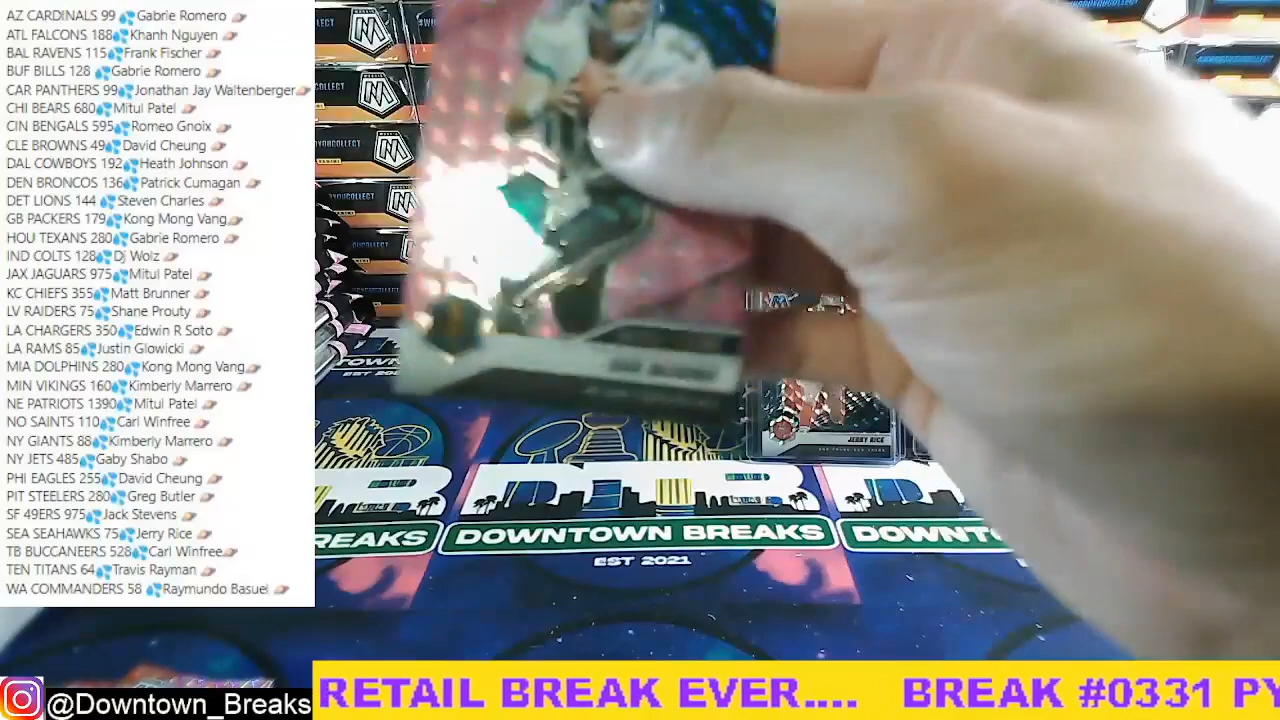 AZ CARDINALS 99 Gabrie Romero
ATL FALCONS 188 Khanh Nguyen
BAL RAVENS 115 Frank Fischer
BUF BILLS 128 Gabrie Romero
CAR PANTHERS 99 Jonathan Jay Waltenberger
CHI BEARS 680 Mitul Patel
CIN BENGALS 595 Romeo Gnoix
CLE BROWNS 49 David Cheung
DAL COWBOYS 192 Heath Johnson
DEN BRONCOS 136 Patrick Cumagan
DET LIONS 144 Steven Charles
GB PACKERS 179 Kong Mong Vang
HOU TEXANS 280 Gabrie Romero
IND COLTS 128 DJ Wolz
JAX JAGUARS 975 Mitul Patel
KC CHIEFS 355 Matt Brunner
LV RAIDERS 75 Shane Prouty
LA CHARGERS 350 Edwin R Soto
LA RAMS 85 Justin Glowicki
MIA DOLPHINS 280 Kong Mong Vang
MIN VIKINGS 160 Kimberly Marrero
NE PATRIOTS 1390 Mitul Patel
NO SAINTS 110 Carl Winfree
NY GIANTS 88 Kimberly Marrero
NY JETS 485 Gaby Shabo
PHI EAGLES 255 David Cheung
PIT STEELERS 280 Greg Butler
SF 49ERS 975 Jack Stevens
SEA SEAHAWKS 75 Jerry Rice
TB BUCCANEERS 528 Carl Winfree
TEN TITANS 64 Travis Rayman
WA COMMANDERS 58 Raymundo Basuel
JERRY RICE
REAKS
DOWNTOWN BREAKS
EST 2021
DOWNT
@Downtown_Breaks
RETAIL BREAK EVER.... BREAK #0331 PY